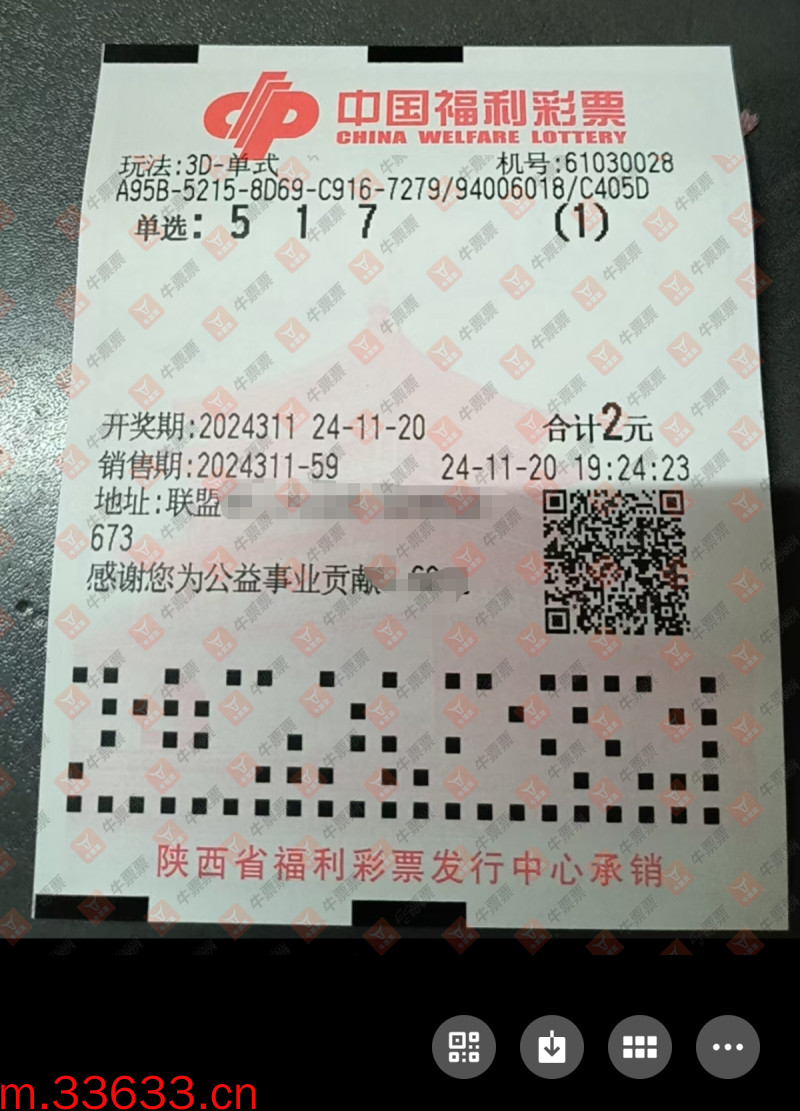 中国福利彩票
CHINA WELFARE LOTTERY
玩法:3D-单式 机号:61030028
A95B-5215-8D69-C916-7279/94006018/C405D
单选: 5 1 7 (1)
开奖期:2024311 24-11-20 合计2元
销售期:2024311-59 24-11-20 19:24:23
地址:联盟
673
感谢您为公益事业贡献
陕西省福利彩票发行中心承销
牛票票
m.33633.cn